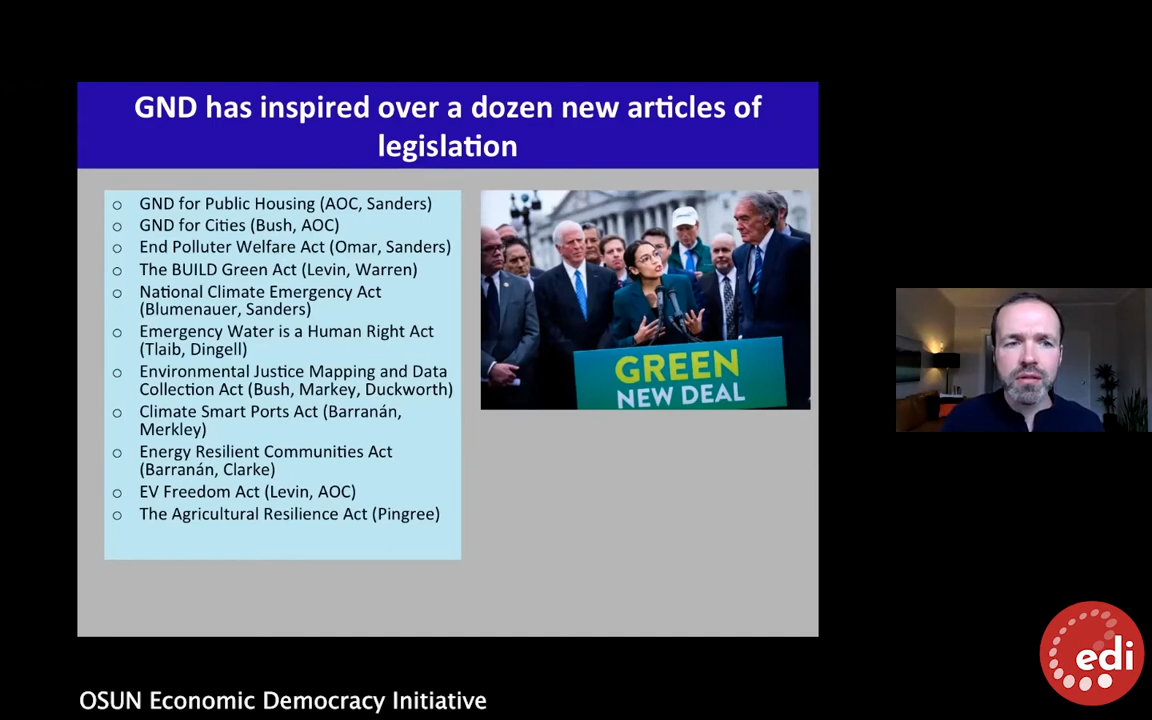 GND has inspired over a dozen new articles of
legislation
o GND for Public Housing (AOC, Sanders)
o GND for Cities (Bush, AOC)
o End Polluter Welfare Act (Omar, Sanders)
o The BUILD Green Act (Levin, Warren)
o National Climate Emergency Act
(Blumenauer, Sanders)
o Emergency Water is a Human Right Act
(Tlaib, Dingell)
o Environmental Justice Mapping and Data
Collection Act (Bush, Markey, Duckworth)
o Climate Smart Ports Act (Barranán,
Merkley)
o Energy Resilient Communities Act
(Barranán, Clarke)
o EV Freedom Act (Levin, AOC)
o The Agricultural Resilience Act (Pingree)
GREEN
NEW DEAL
edi
OSUN Economic Democracy Initiative